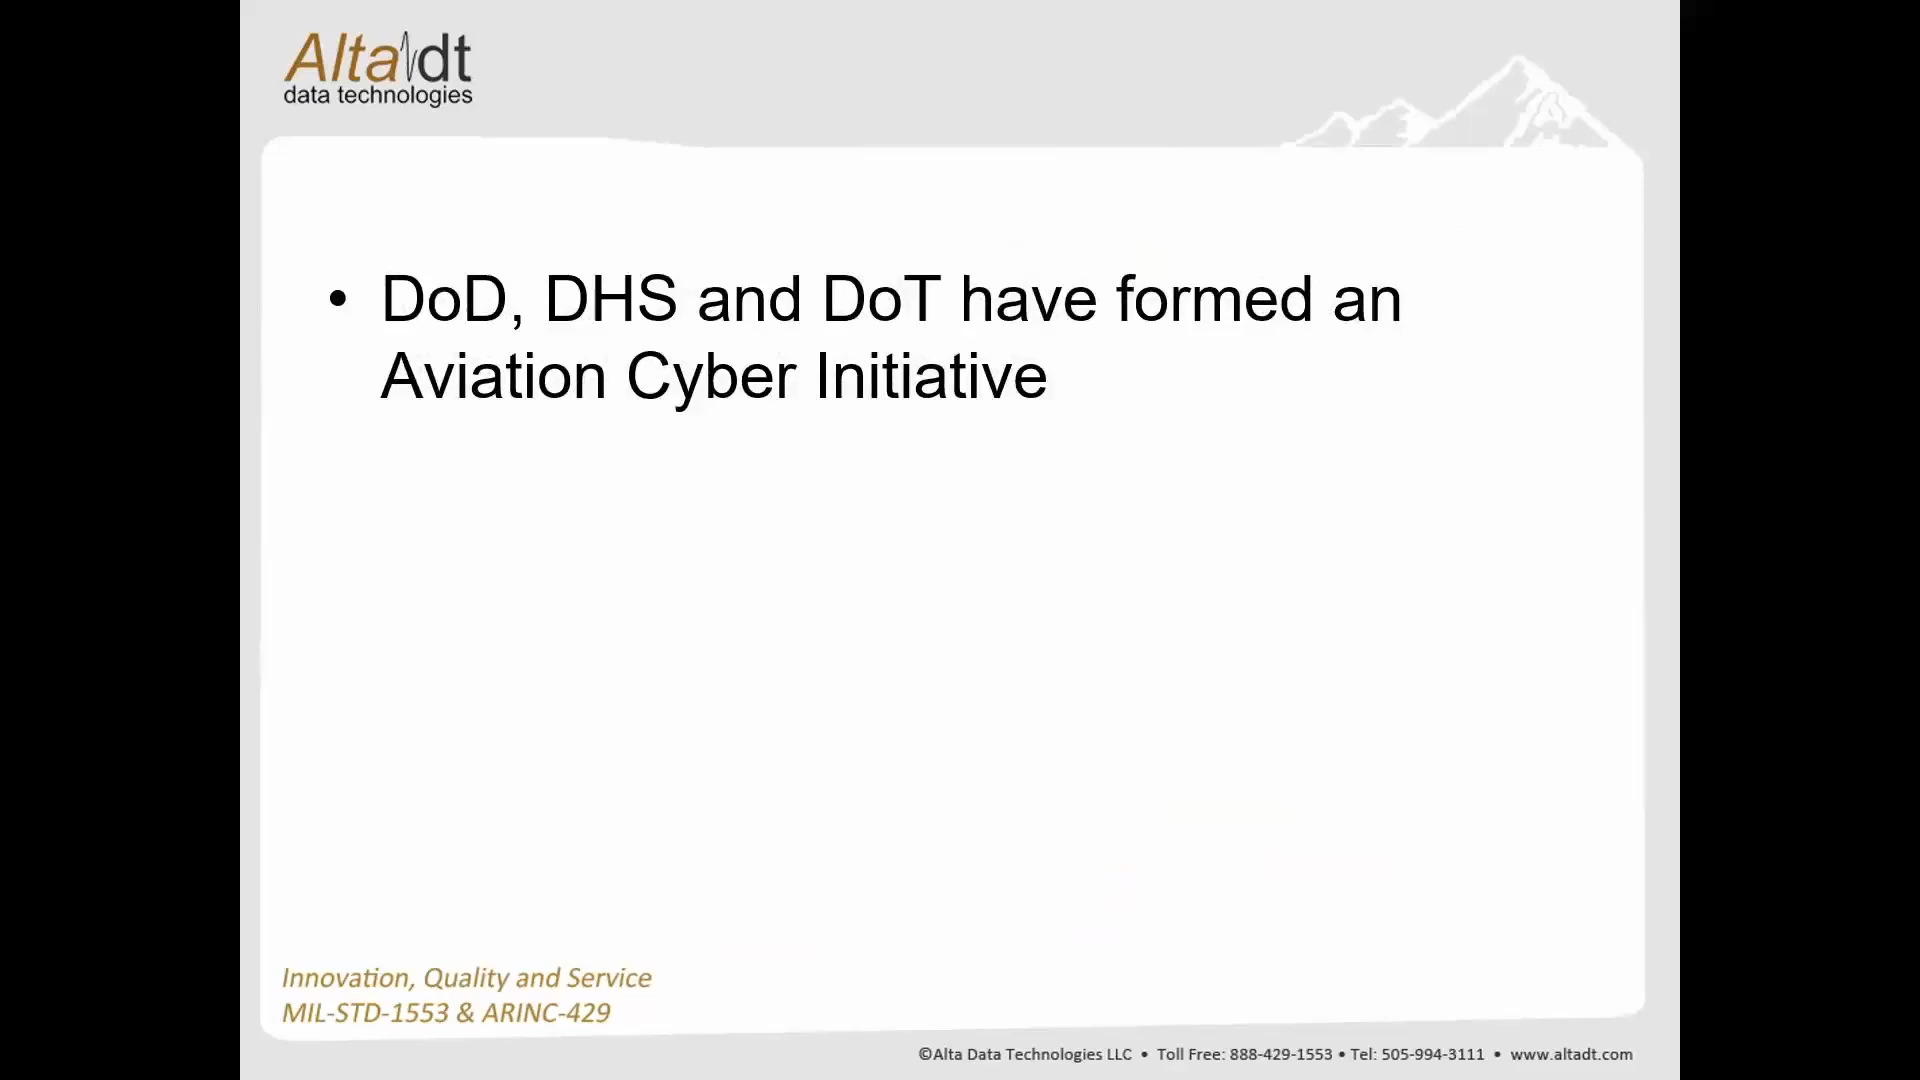 Alta dt
data technologies
• DoD, DHS and DoT have formed an
Aviation Cyber Initiative
Innovation, Quality and Service
MIL-STD-1553 & ARINC-429
©Alta Data Technologies LLC • Toll Free: 888-429-1553 • Tel: 505-994-3111 • www.altadt.com